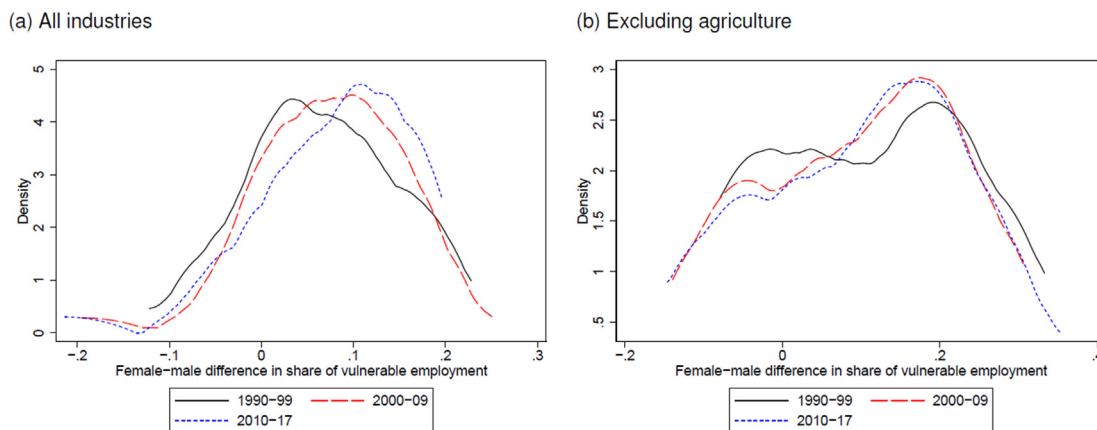 (a) All industries
5
4
3
2
1
0
Density
−.2 −.1 0 .1 .2 .3
Female−male difference in share of vulnerable employment
1990−99 2000−09
2010−17
(b) Excluding agriculture
3
2.5
2
1.5
1
.5
Density
−.2 0 .2 .4
Female−male difference in share of vulnerable employment
1990−99 2000−09
2010−17